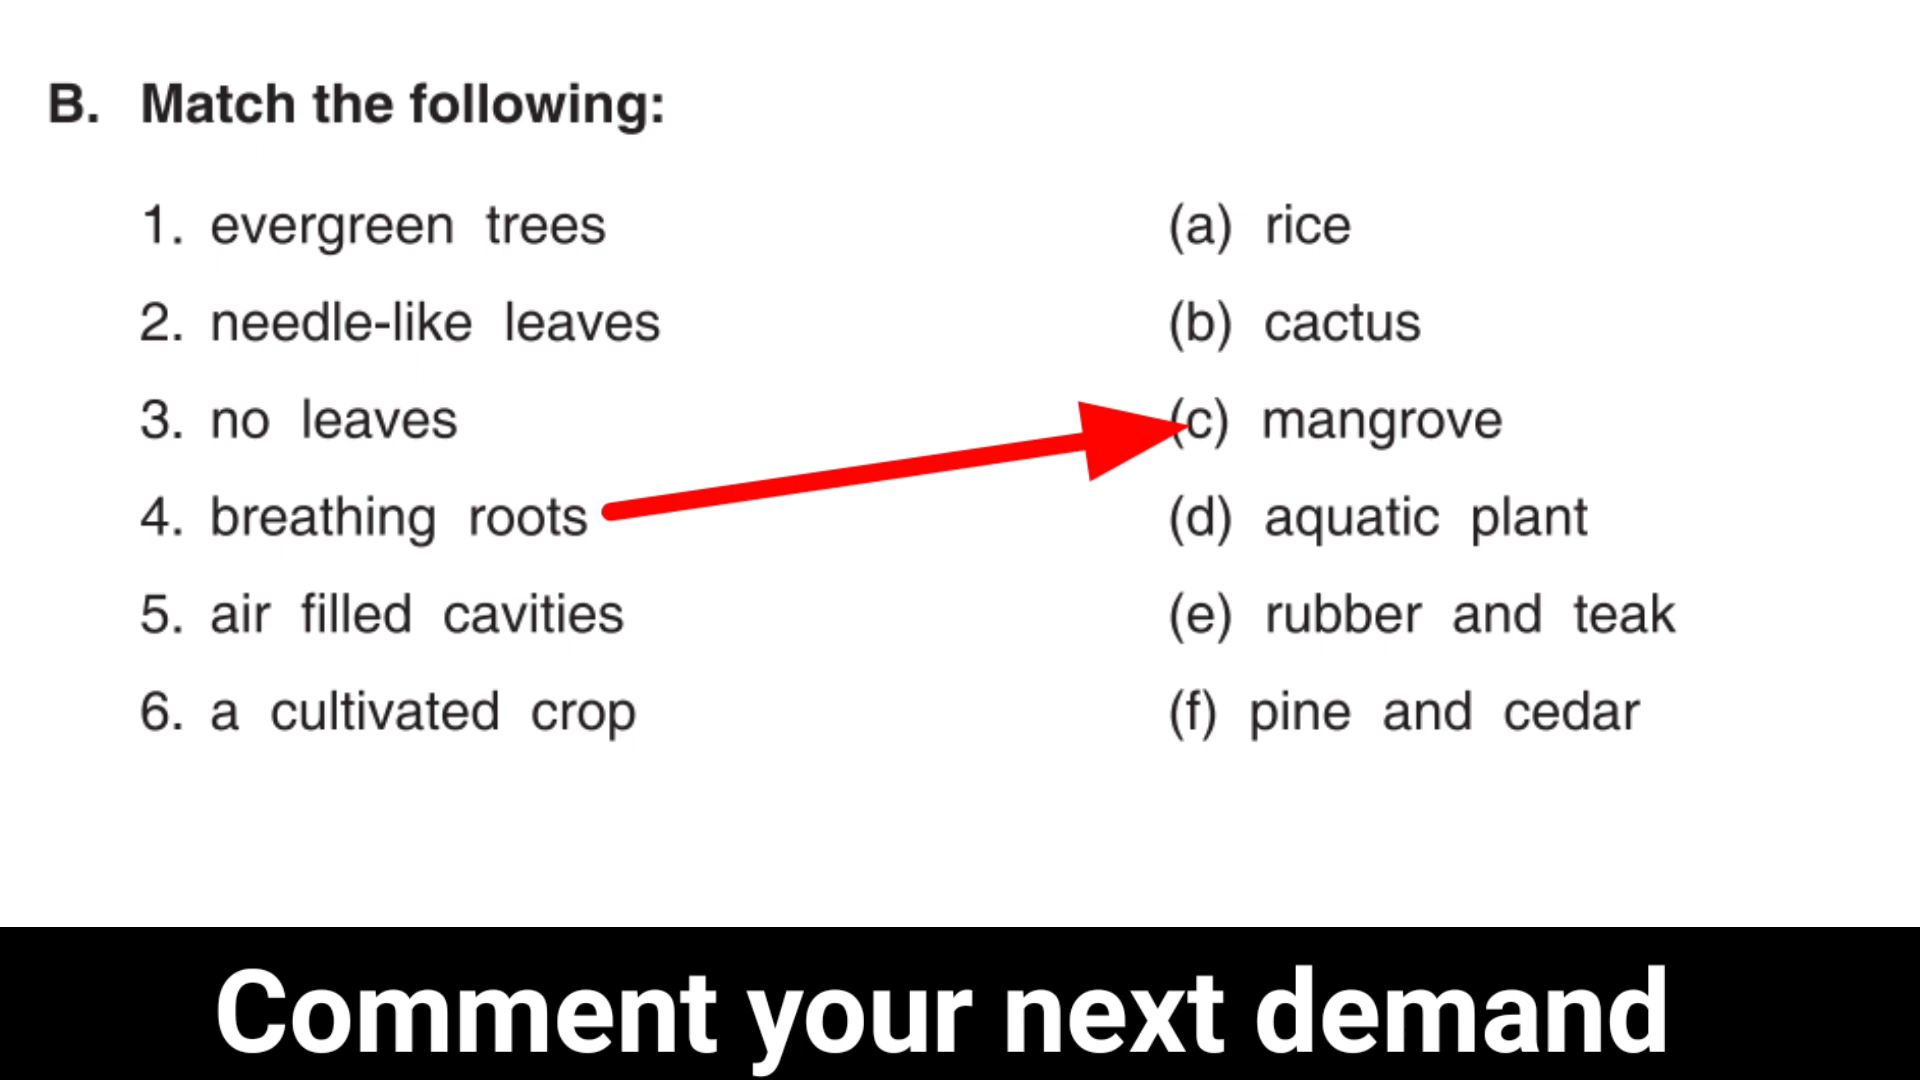 B. Match the following:
1. evergreen trees (a) rice
2. needle-like leaves (b) cactus
3. no leaves (c) mangrove
4. breathing roots (d) aquatic plant
5. air filled cavities (e) rubber and teak
6. a cultivated crop (f) pine and cedar
Comment your next demand